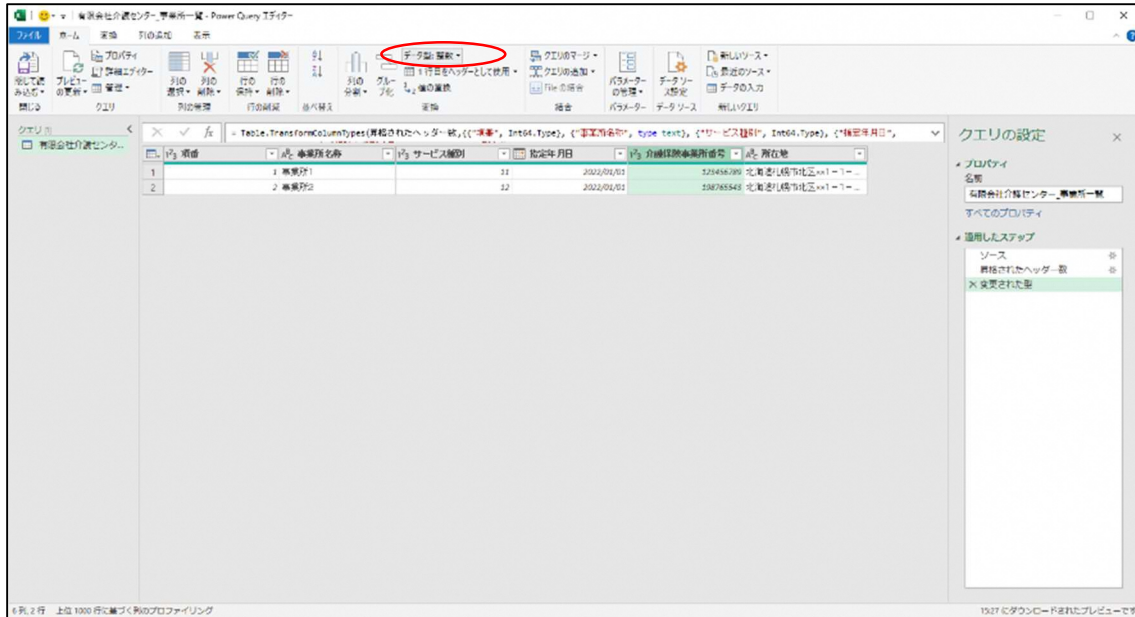 有限会社介護センター_事業所一覧 - Power Query エディター
ファイル ホーム 変換 列の追加 表示
閉じて読み込む
プレビューの更新
プロパティ
詳細エディター
管理
列の選択
列の削除
行の保持
行の削除
列の分割
グループ化
データ型: 整数
1 行目をヘッダーとして使用
値の置換
クエリのマージ
クエリの追加
File の結合
パラメーターの管理
データソース設定
新しいソース
最近のソース
データの入力
閉じる クエリ 列の管理 行の削減 並べ替え 変換 結合 パラメーター データ ソース 新しいクエリ
クエリ [1]
有限会社介護センタ...
= Table.TransformColumnTypes(昇格されたヘッダー数,{{"項番", Int64.Type}, {"事業所名称", type text}, {"サービス種別", Int64.Type}, {"指定年月日",
項番 事業所名称 サービス種別 指定年月日 介護保険事業所番号 所在地
1 1 事業所1 11 2022/01/01 123456789 北海道札幌市北区××1-1-...
2 2 事業所2 12 2022/01/01 198765543 北海道札幌市北区××1-1-...
クエリの設定
プロパティ
名前
有限会社介護センター_事業所一覧
すべてのプロパティ
適用したステップ
ソース
昇格されたヘッダー数
変更された型
6 列、2 行 上位 1000 行に基づく列のプロファイリング
15:27 にダウンロードされたプレビューです